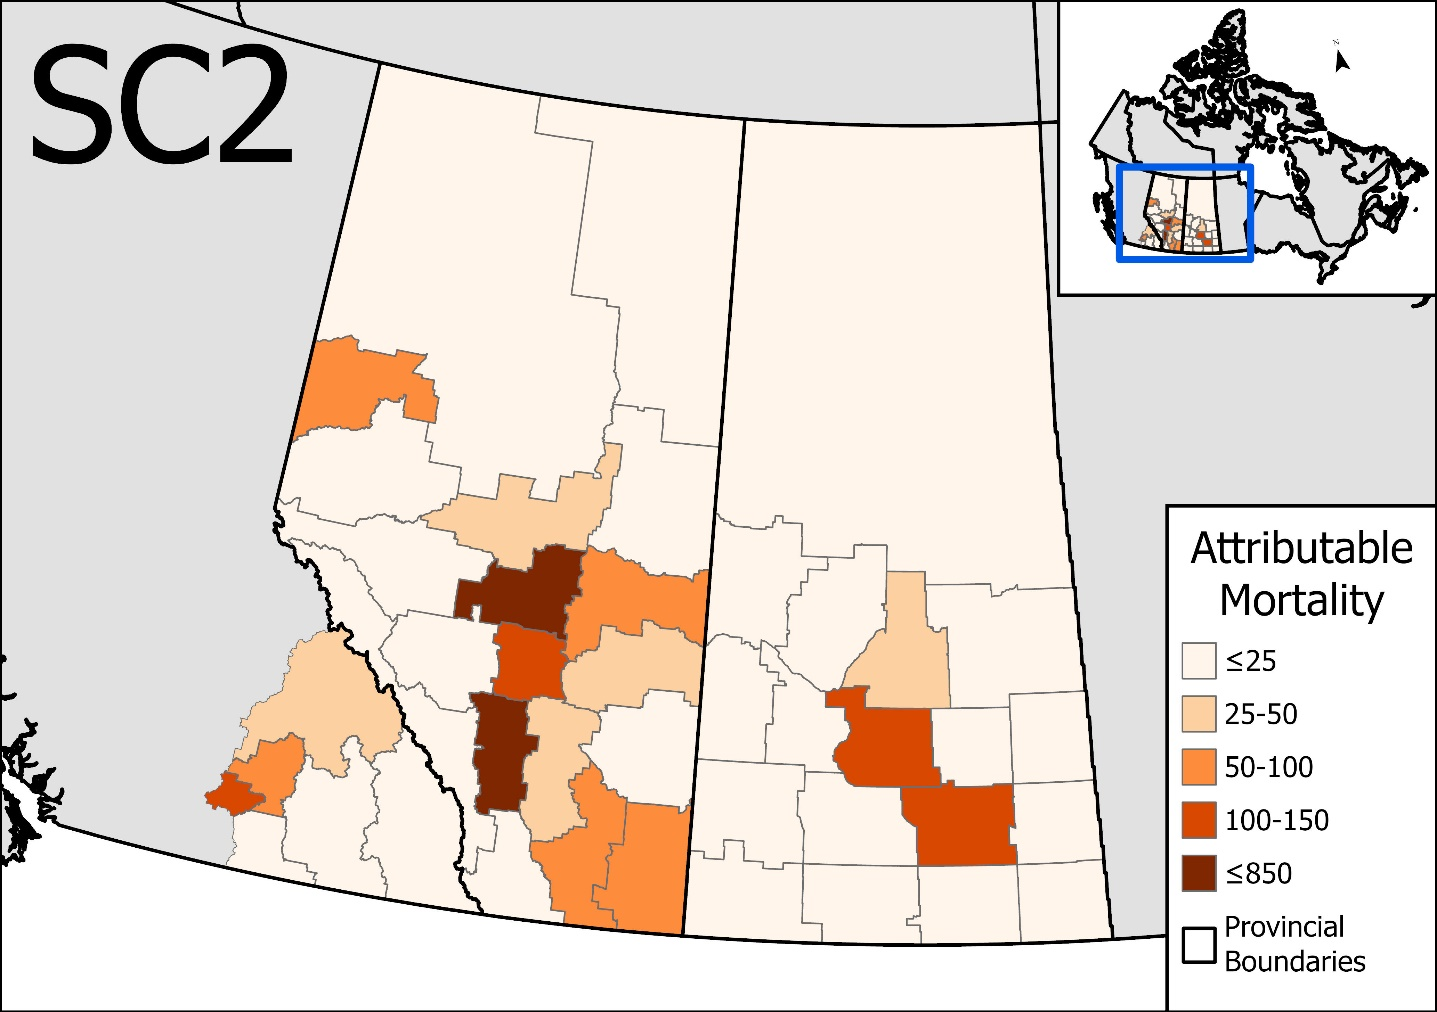 SC2
N
Attributable
Mortality
≤25
25-50
50-100
100-150
≤850
Provincial
Boundaries